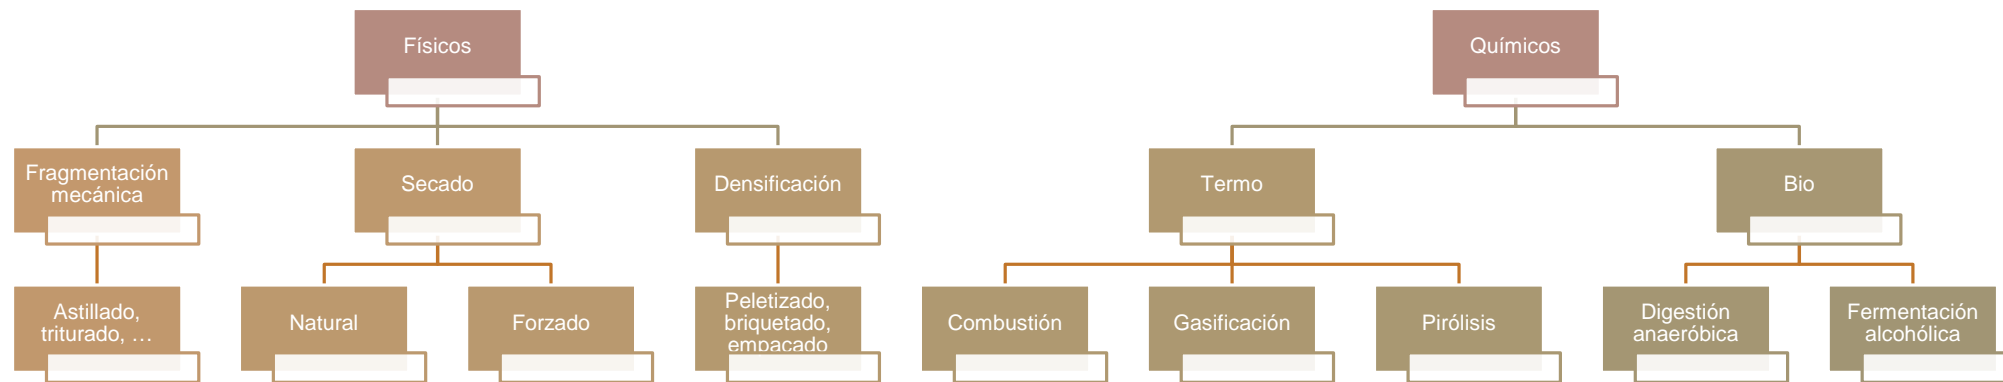 Físicos
Químicos
Fragmentación
mecánica
Secado
Densificación
Termo
Bio
Astillado,
triturado, …
Natural
Forzado
Peletizado,
briquetado,
empacado
Combustión
Gasificación
Pirólisis
Digestión
anaeróbica
Fermentación
alcohólica